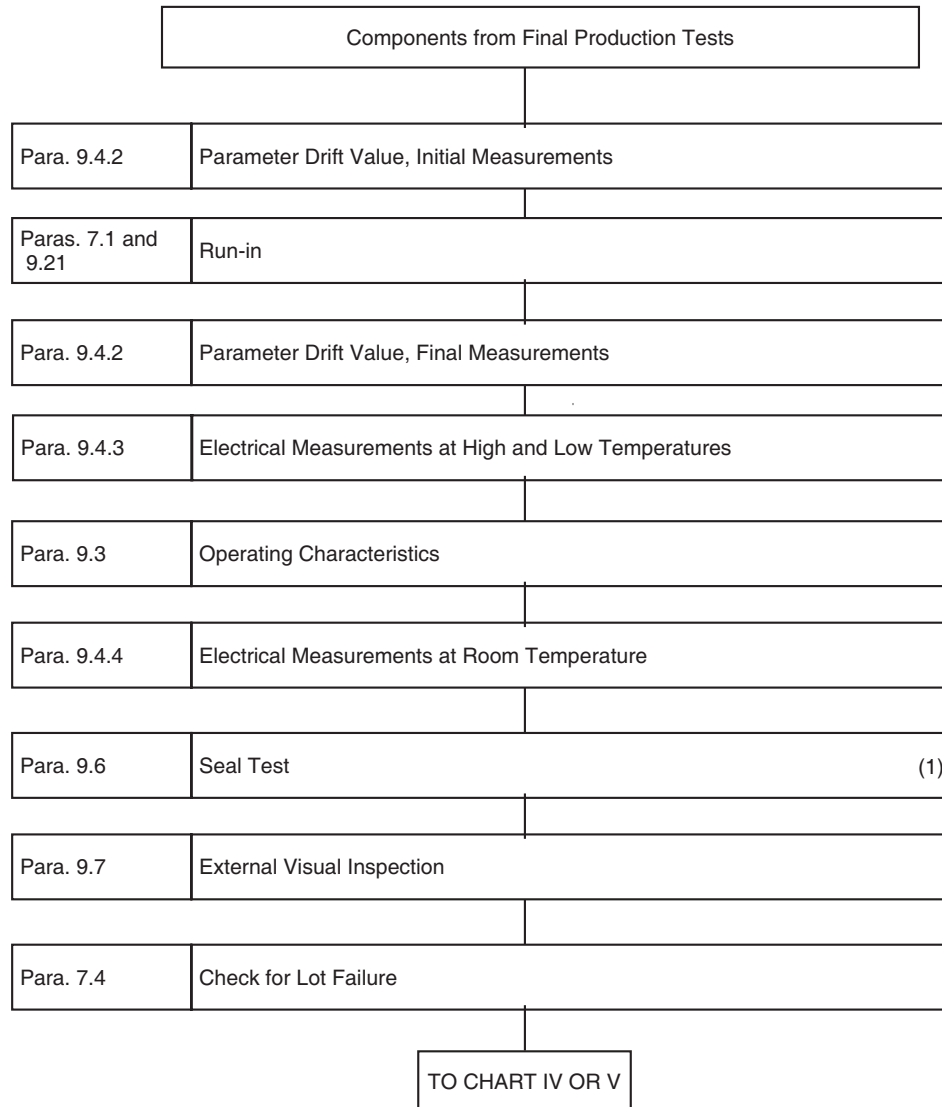 Components from Final Production Tests
Para. 9.4.2 Parameter Drift Value, Initial Measurements
Paras. 7.1 and
9.21 Run-in
Para. 9.4.2 Parameter Drift Value, Final Measurements
Para. 9.4.3 Electrical Measurements at High and Low Temperatures
Para. 9.3 Operating Characteristics
Para. 9.4.4 Electrical Measurements at Room Temperature
Para. 9.6 Seal Test (1)
Para. 9.7 External Visual Inspection
Para. 7.4 Check for Lot Failure
TO CHART IV OR V